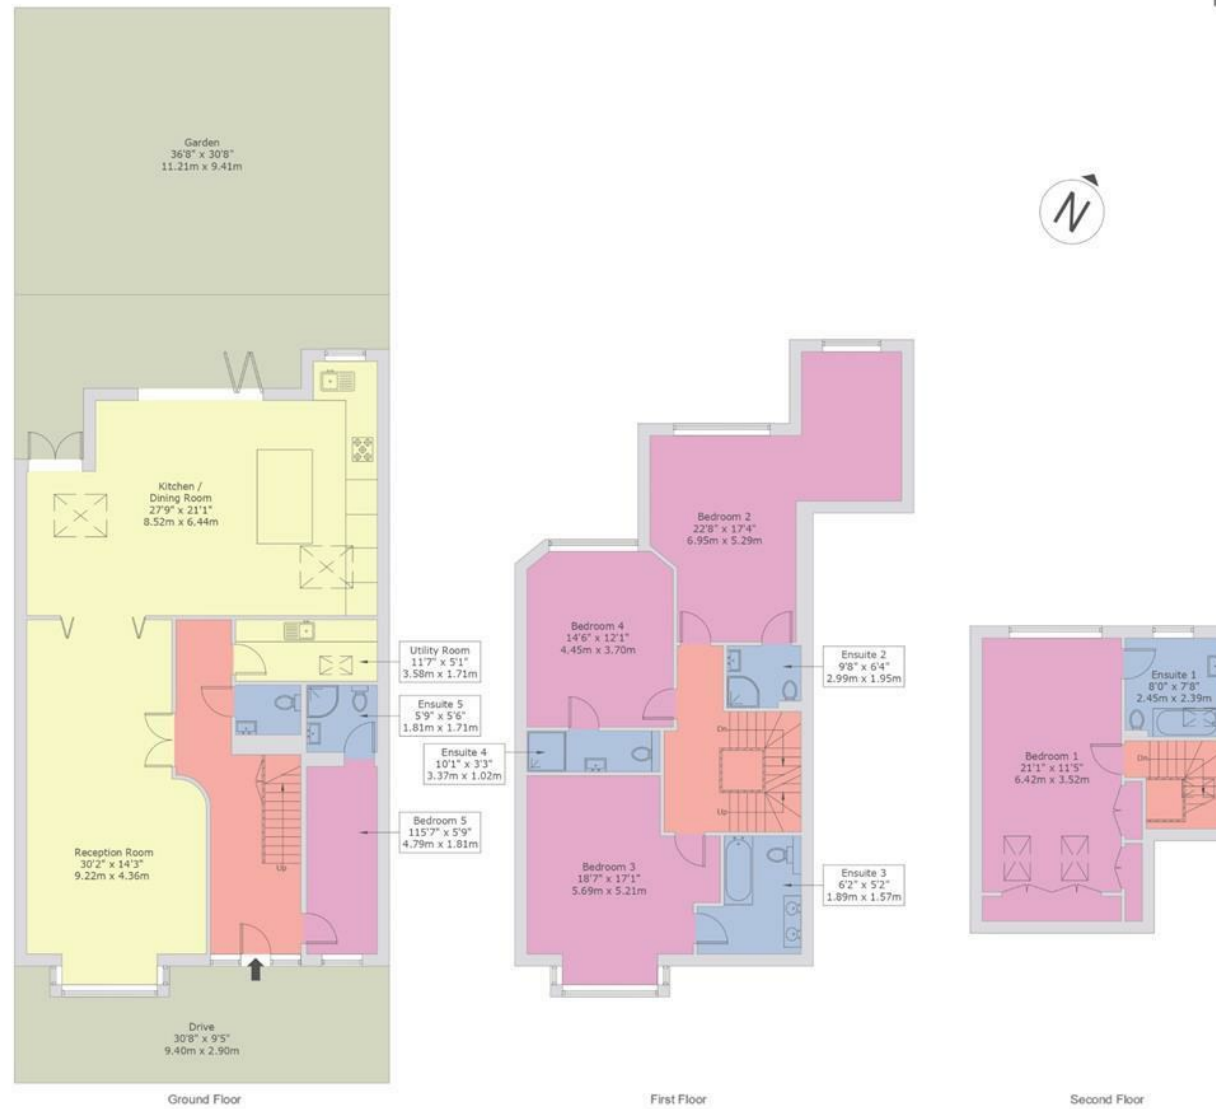 Garden
36'8" x 30'8"
11.21m x 9.41m
N
Kitchen /
Dining Room
27'9" x 21'1"
8.52m x 6.44m
Utility Room
11'7" x 5'1"
3.58m x 1.71m
Ensuite 5
5'9" x 5'6"
1.81m x 1.71m
Bedroom 5
115'7" x 5'9"
4.79m x 1.81m
Reception Room
30'2" x 14'3"
9.22m x 4.36m
Up
Drive
30'8" x 9'5"
9.40m x 2.90m
Ground Floor
Bedroom 2
22'8" x 17'4"
6.95m x 5.29m
Bedroom 4
14'6" x 12'1"
4.45m x 3.70m
Ensuite 2
9'8" x 6'4"
2.99m x 1.95m
Ensuite 4
10'1" x 3'3"
3.37m x 1.02m
Dn
Up
Bedroom 3
18'7" x 17'1"
5.69m x 5.21m
Ensuite 3
6'2" x 5'2"
1.89m x 1.57m
First Floor
Ensuite 1
8'0" x 7'8"
2.45m x 2.39m
Bedroom 1
21'1" x 11'5"
6.42m x 3.52m
Dn
Second Floor